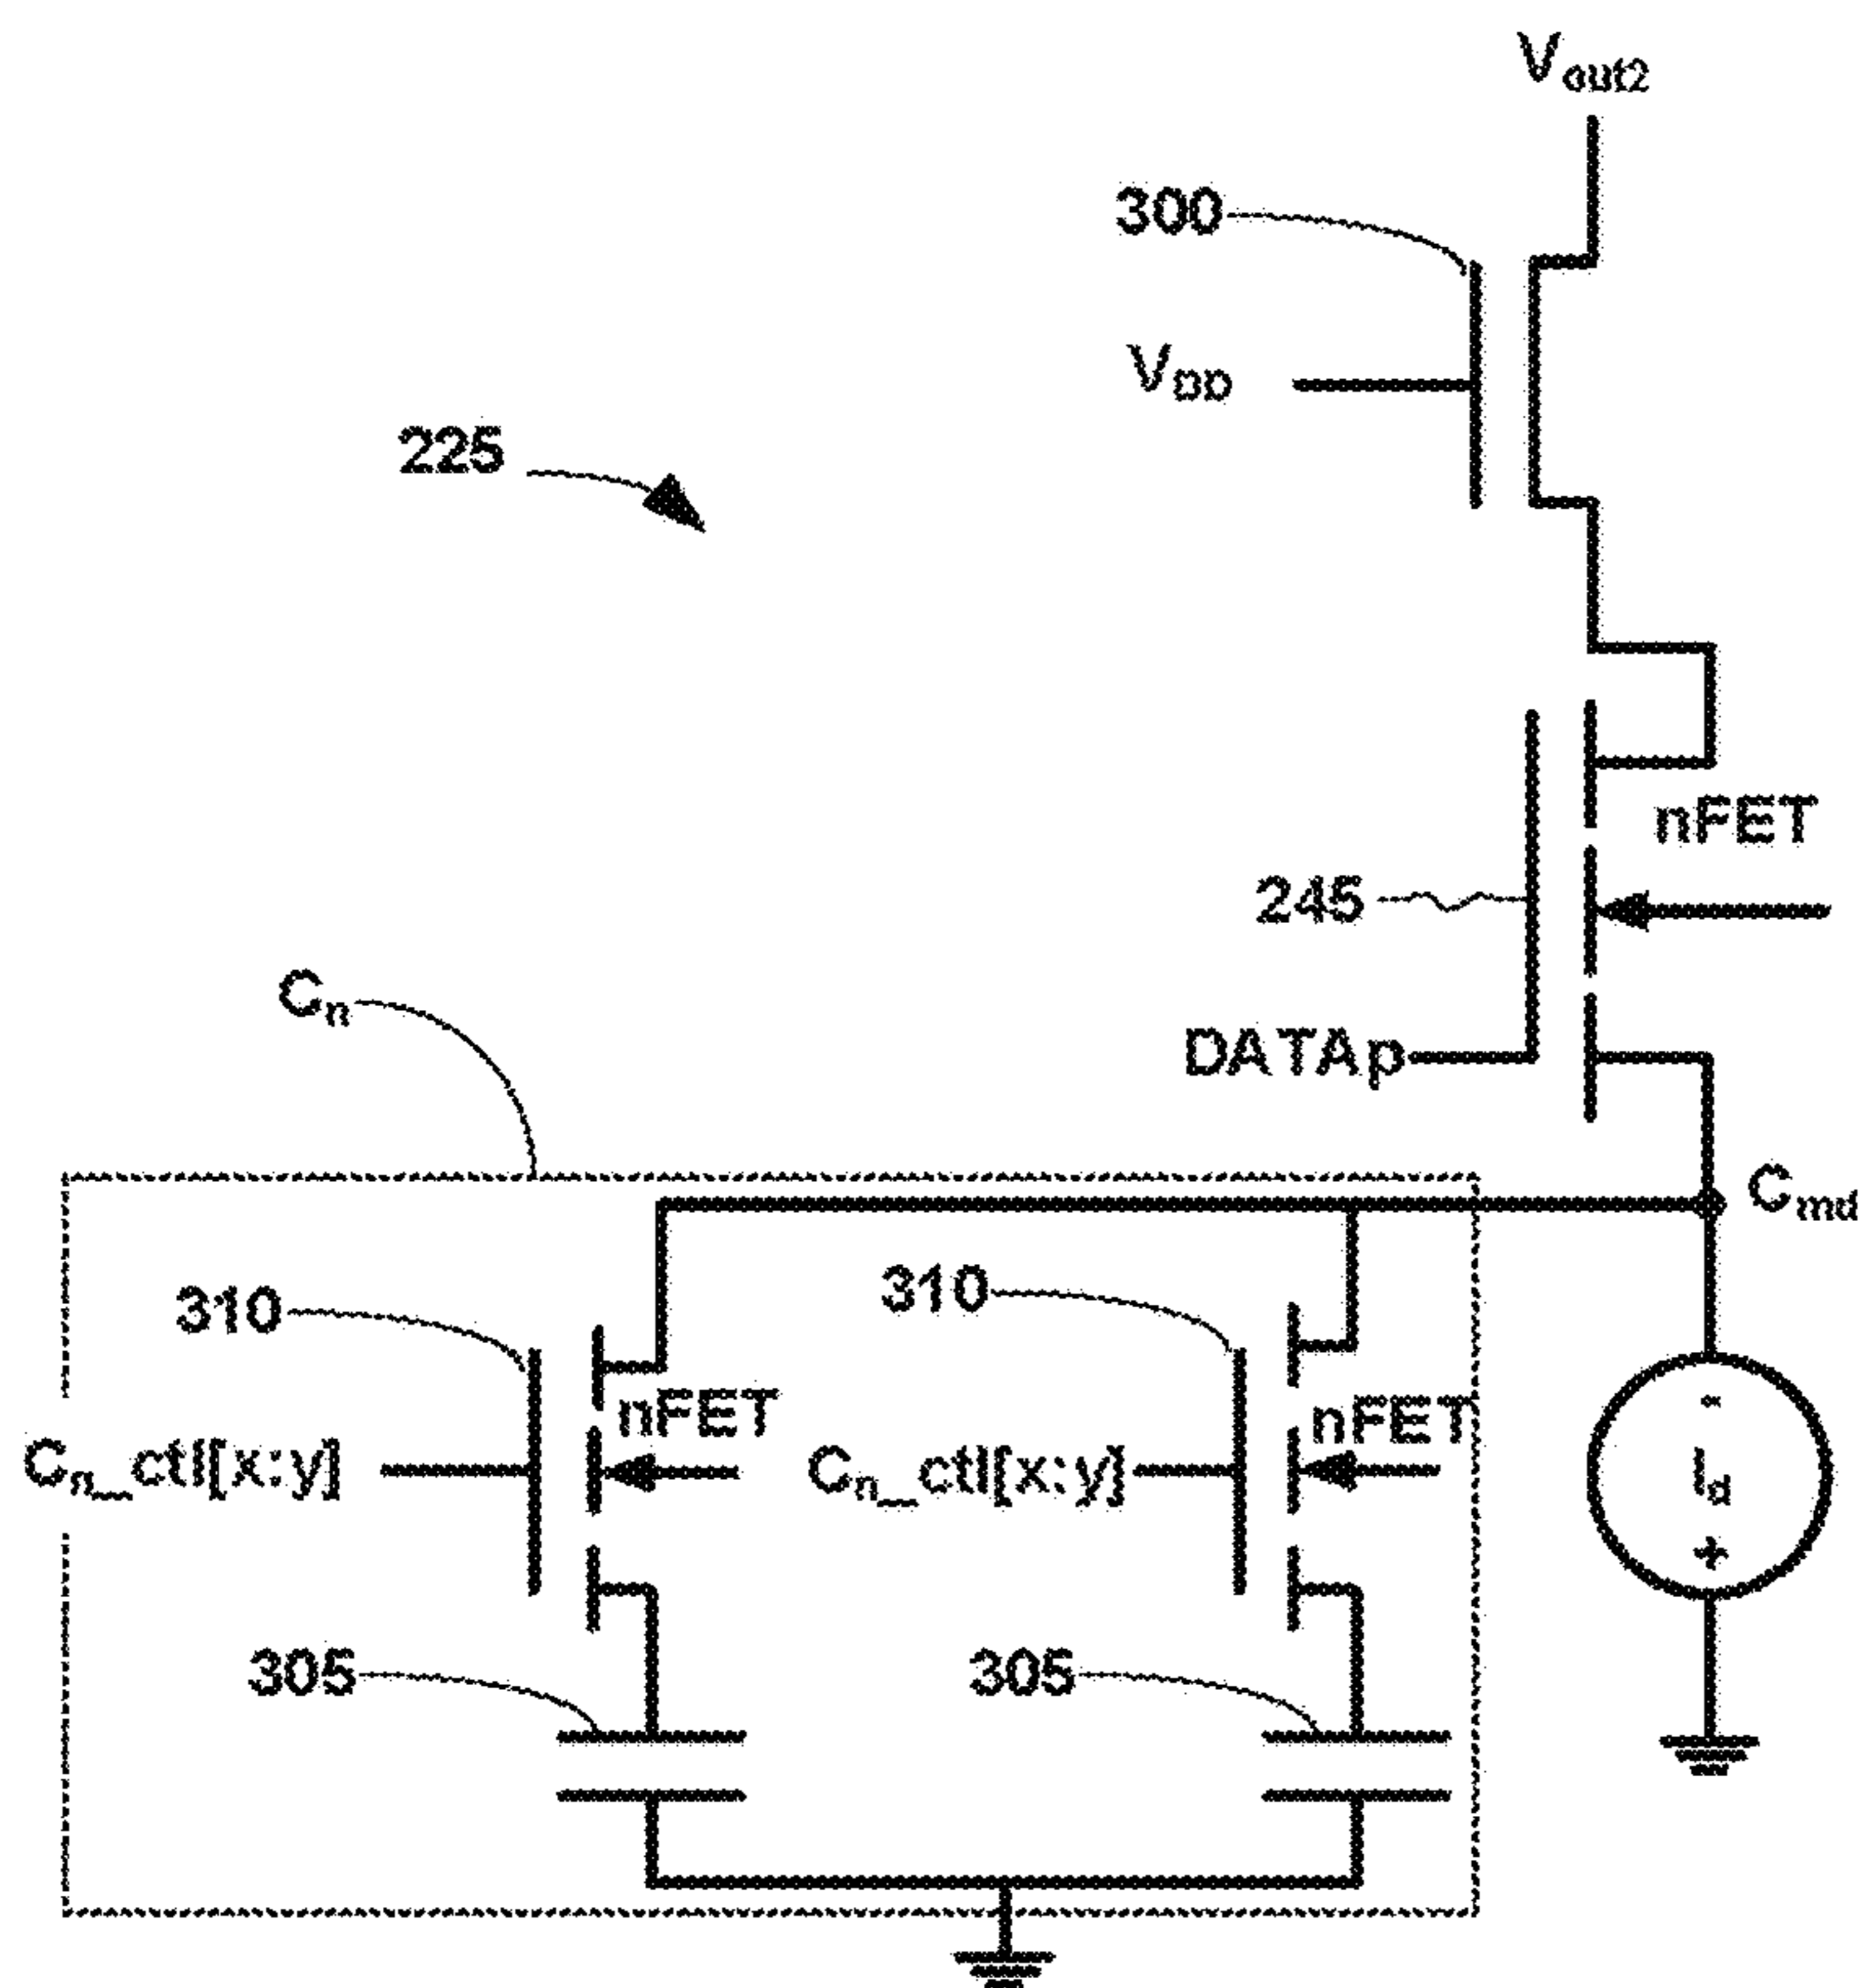 Vout2
300
VDD
225
nFET
245
Cn
DATAp
Cmd
310
310
nFET
nFET
Cn_ctl[x:y]
Cn_ctl[x:y]
-
Id
+
305
305